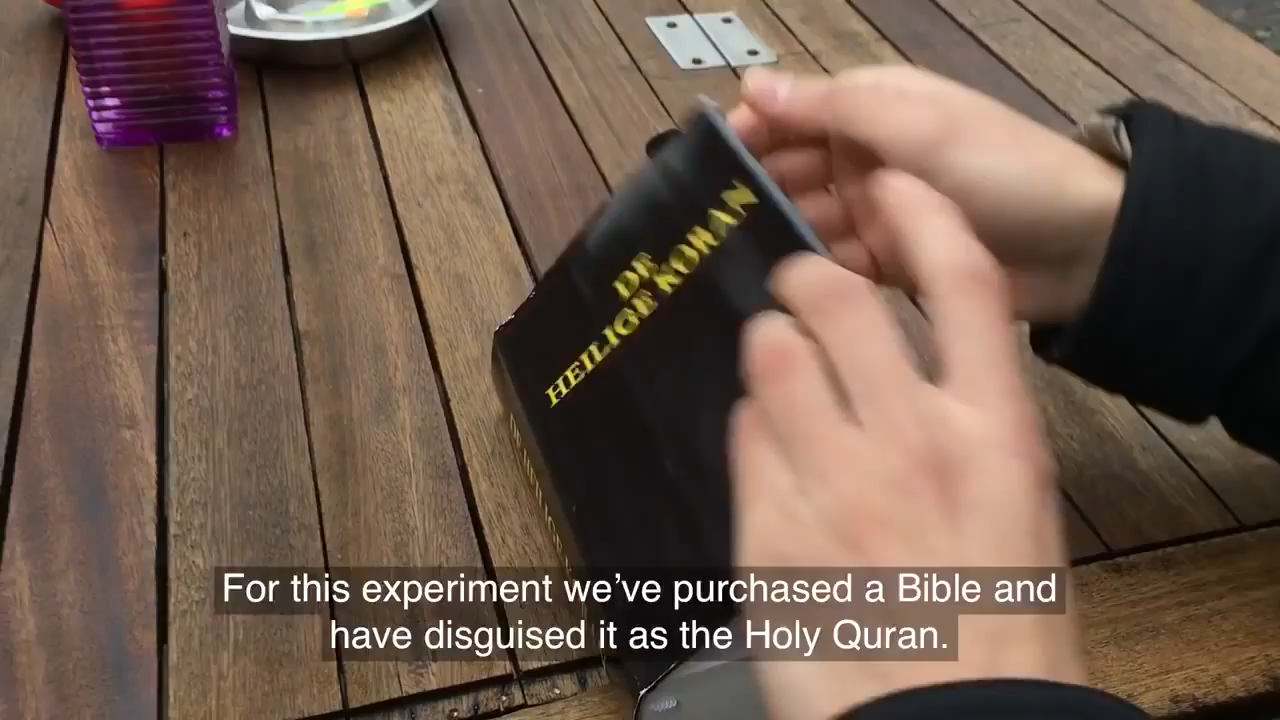 DE
HEILIGE KORAN
For this experiment we've purchased a Bible and
have disguised it as the Holy Quran.